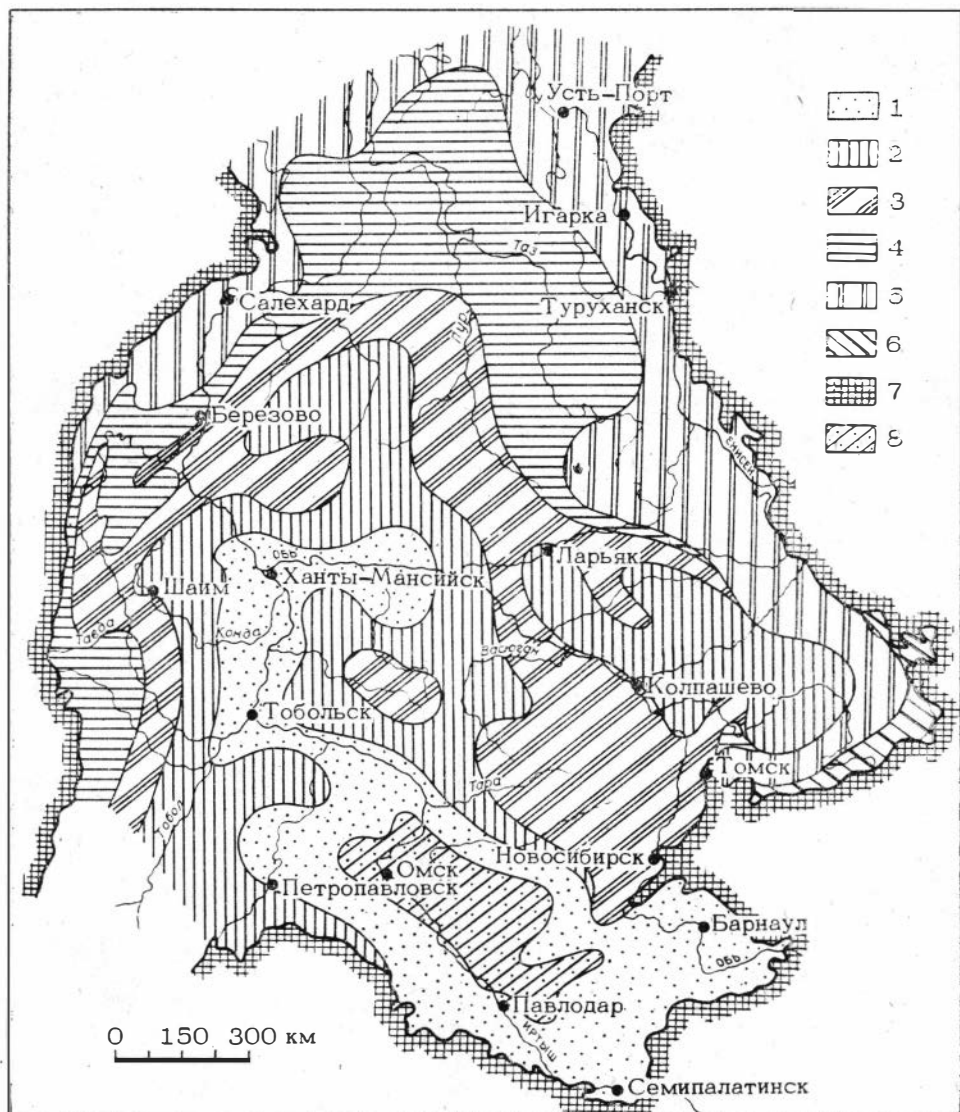 Усть-Порт
1
2
Игарка
3
Таз
4
Салехард
Туруханск
5
Пур
6
7
Березово
8
Енисей
Обь
Ларьяк
Ханты-Мансийск
Шаим
Конда
Тавда
Васюган
Колпашево
Тобольск
Томск
Тара
Тобол
Новосибирск
Омск
Петропавловск
Барнаул
Обь
Павлодар
0 150 300 км
Иртыш
Семипалатинск